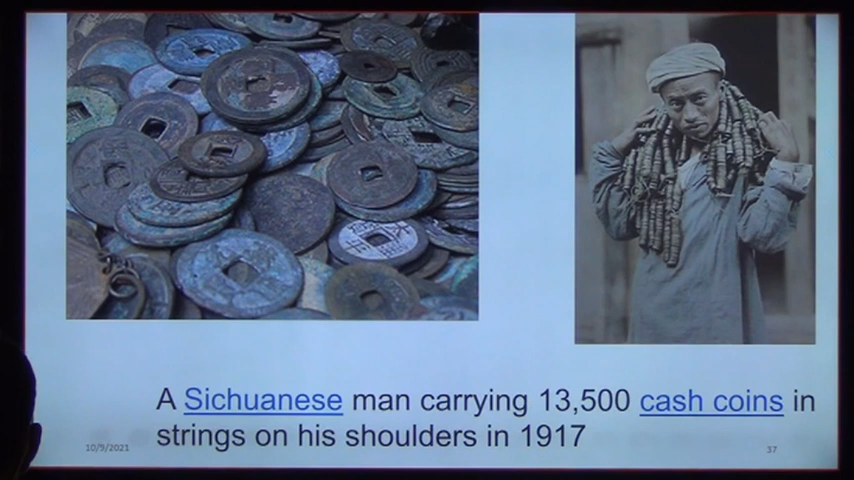 A Sichuanese man carrying 13,500 cash coins in
strings on his shoulders in 1917
10/9/2021
37